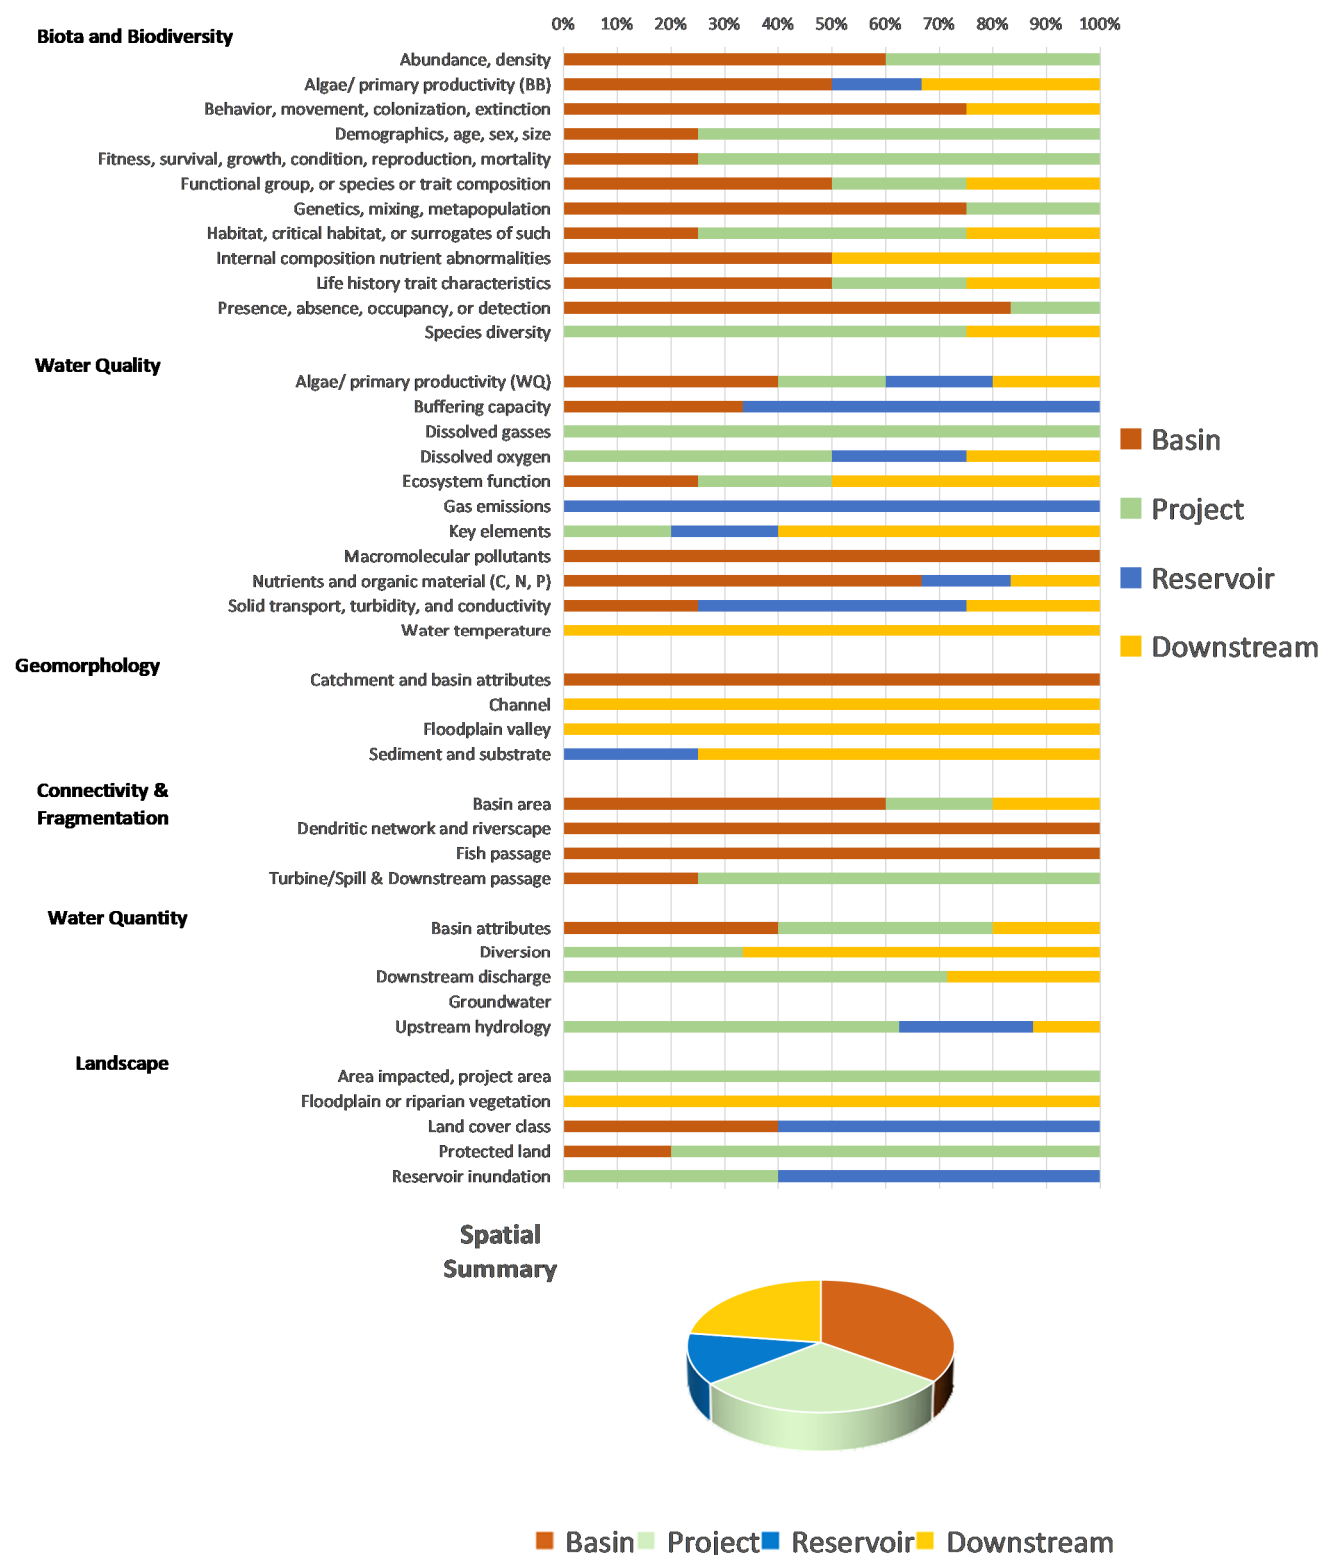 0% 10% 20% 30% 40% 50% 60% 70% 80% 90% 100%
Biota and Biodiversity
Abundance, density
Algae/ primary productivity (BB)
Behavior, movement, colonization, extinction
Demographics, age, sex, size
Fitness, survival, growth, condition, reproduction, mortality
Functional group, or species or trait composition
Genetics, mixing, metapopulation
Habitat, critical habitat, or surrogates of such
Internal composition nutrient abnormalities
Life history trait characteristics
Presence, absence, occupancy, or detection
Species diversity
Water Quality
Algae/ primary productivity (WQ)
Buffering capacity
Dissolved gasses
Dissolved oxygen
Ecosystem function
Gas emissions
Key elements
Macromolecular pollutants
Nutrients and organic material (C, N, P)
Solid transport, turbidity, and conductivity
Water temperature
Geomorphology
Catchment and basin attributes
Channel
Floodplain valley
Sediment and substrate
Connectivity &
Fragmentation
Basin area
Dendritic network and riverscape
Fish passage
Turbine/Spill & Downstream passage
Water Quantity
Basin attributes
Diversion
Downstream discharge
Groundwater
Upstream hydrology
Landscape
Area impacted, project area
Floodplain or riparian vegetation
Land cover class
Protected land
Reservoir inundation
Basin
Project
Reservoir
Downstream
Spatial
Summary
Basin Project Reservoir Downstream